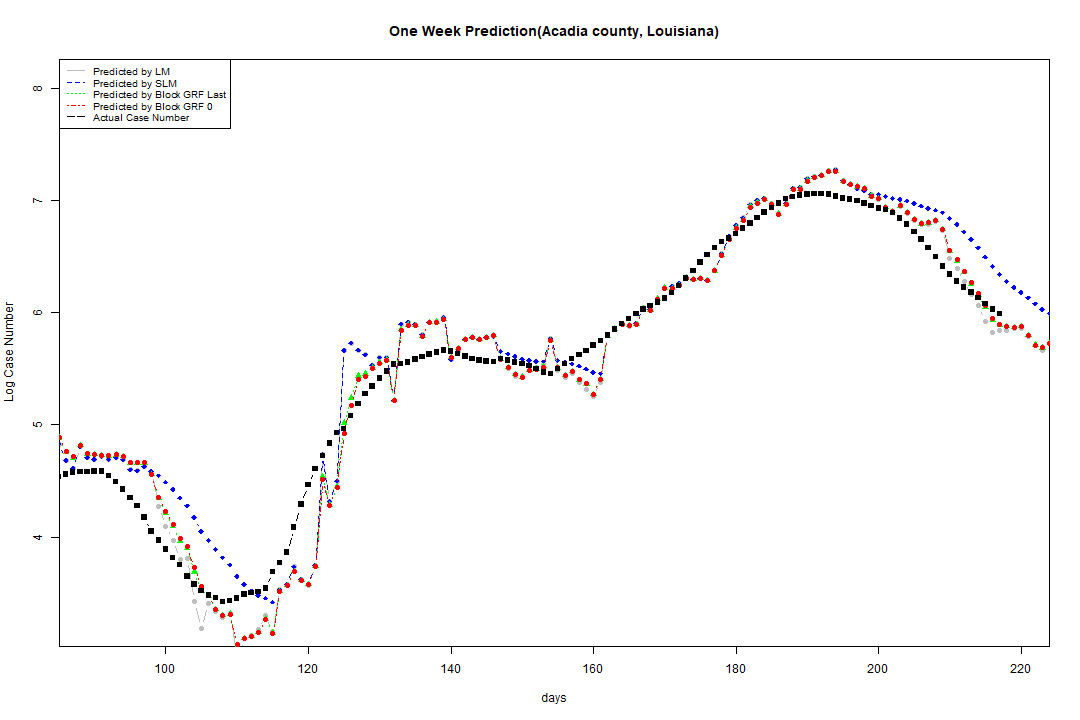 One Week Prediction(Acadia county, Louisiana)
Predicted by LM
Predicted by SLM
Predicted by Block GRF Last
Predicted by Block GRF 0
Actual Case Number
8
7
6
5
4
Log Case Number
100 120 140 160 180 200 220
days